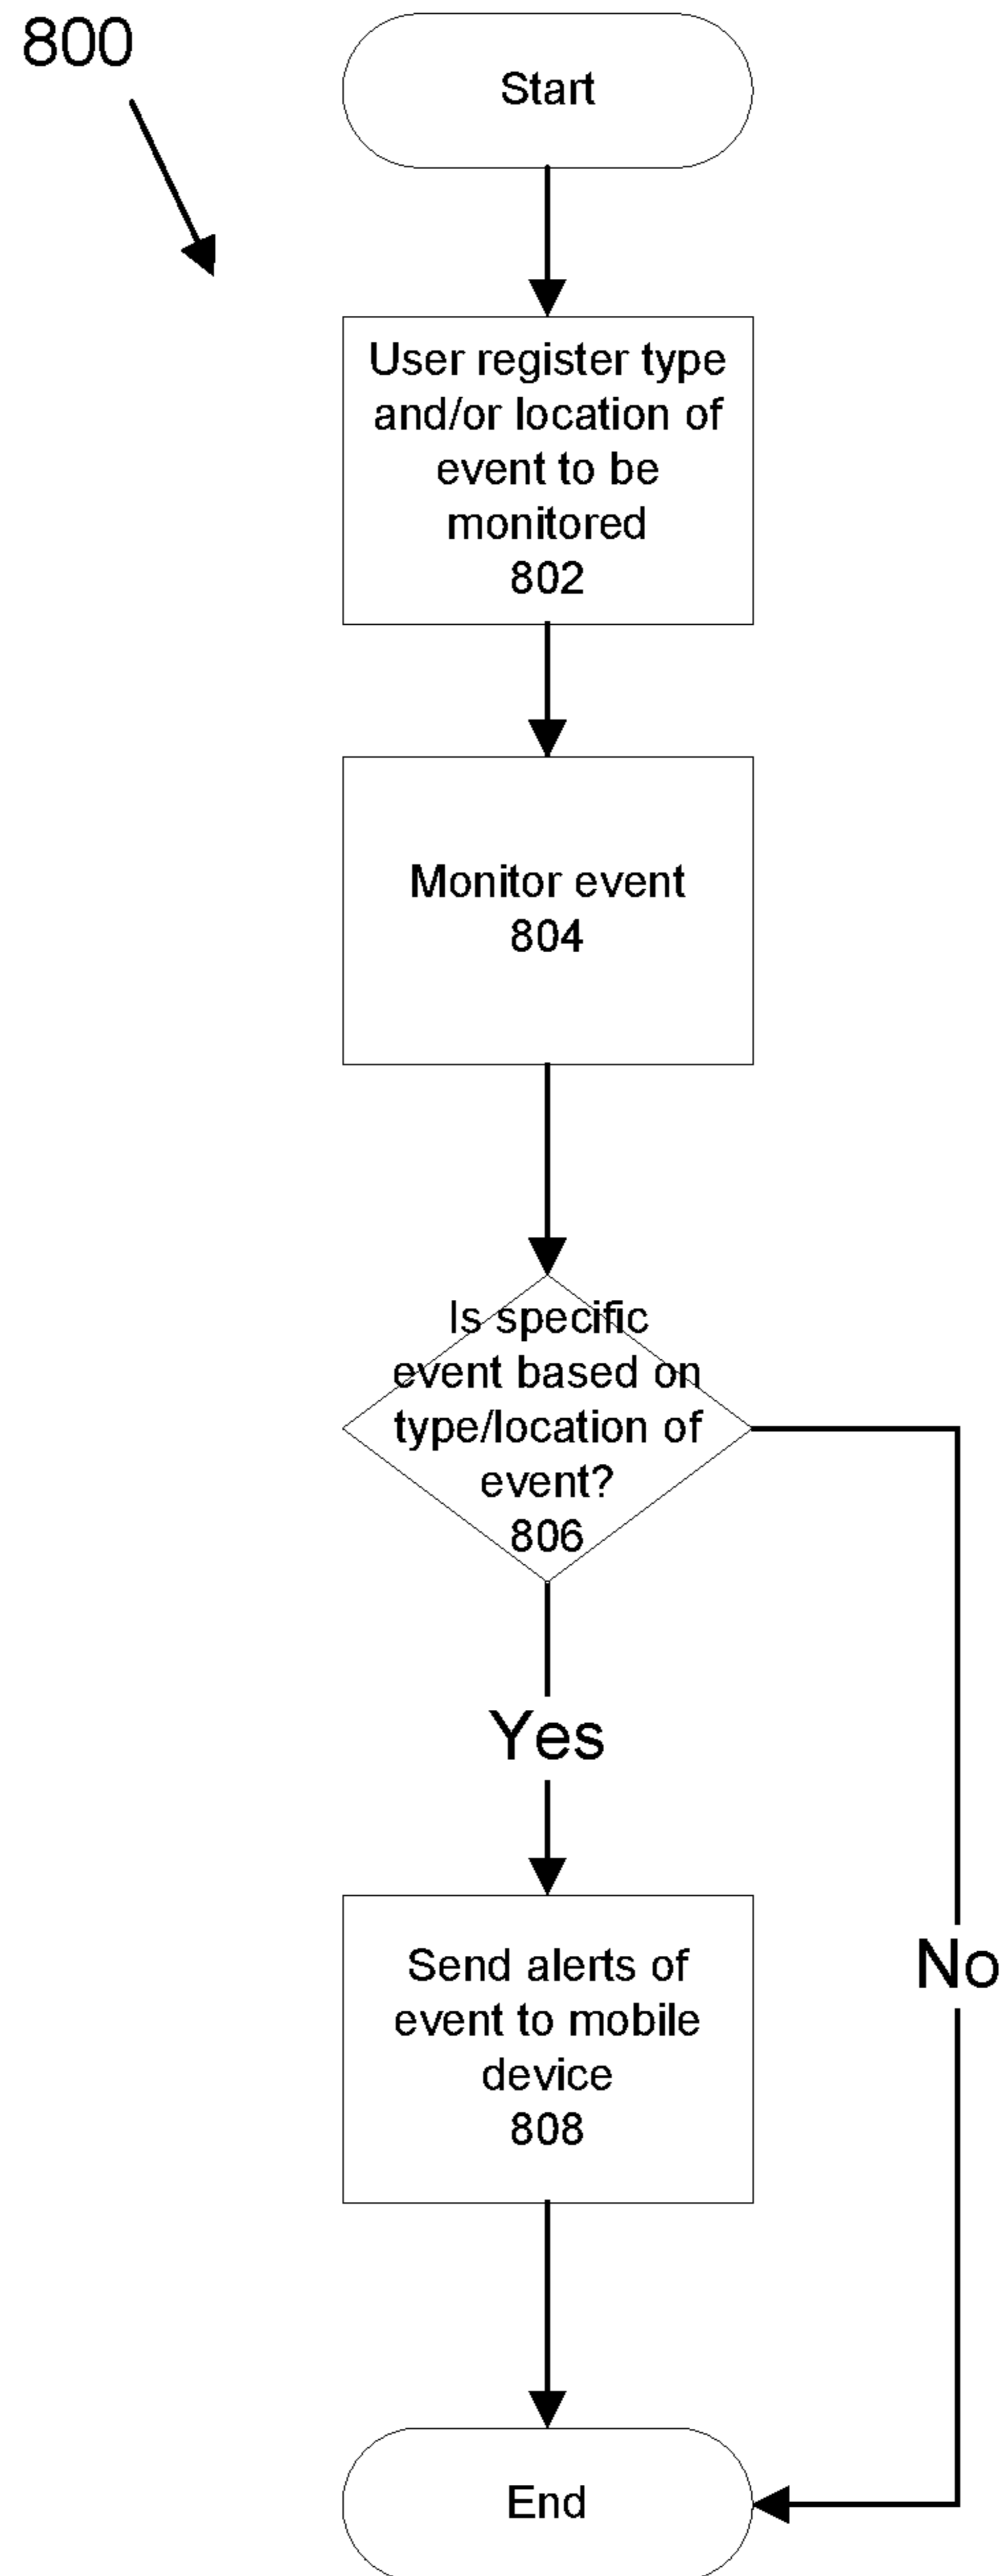 800
Start
User register type
and/or location of
event to be
monitored
802
Monitor event
804
Is specific
event based on
type/location of
event?
806
Yes
Send alerts of
event to mobile
device
808
No
End